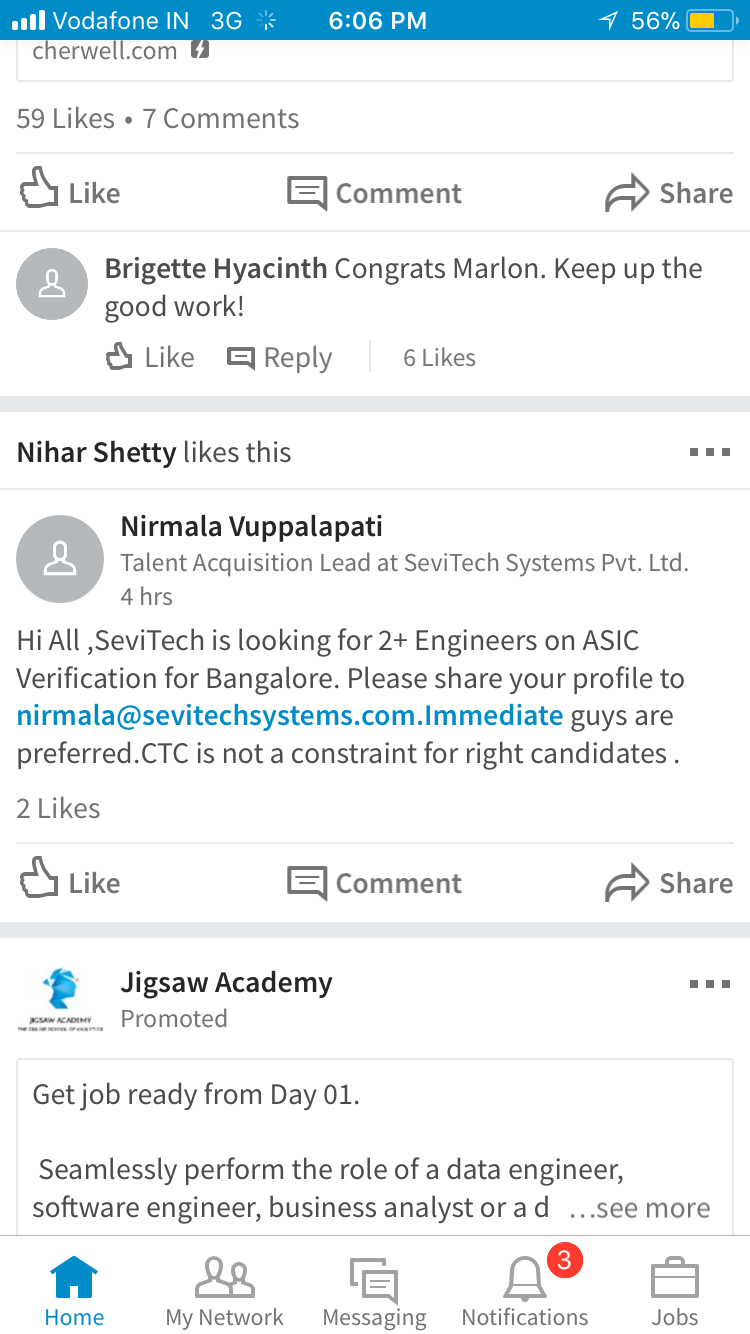 Vodafone IN 3G 6:06 PM 56%
cherwell.com
59 Likes • 7 Comments
Like Comment Share
Brigette Hyacinth Congrats Marlon. Keep up the
good work!
Like Reply 6 Likes
Nihar Shetty likes this
Nirmala Vuppalapati
Talent Acquisition Lead at SeviTech Systems Pvt. Ltd.
4 hrs
Hi All ,SeviTech is looking for 2+ Engineers on ASIC
Verification for Bangalore. Please share your profile to
nirmala@sevitechsystems.com.Immediate guys are
preferred.CTC is not a constraint for right candidates .
2 Likes
Like Comment Share
Jigsaw Academy
Promoted
JIGSAW ACADEMY
THE ONLINE SCHOOL OF ANALYTICS
Get job ready from Day 01.
Seamlessly perform the role of a data engineer,
software engineer, business analyst or a d ...see more
3
Home My Network Messaging Notifications Jobs